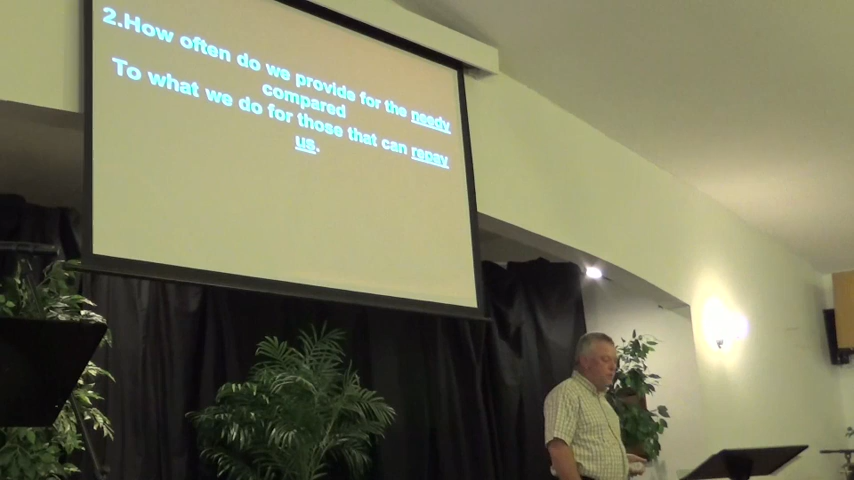 2.How often do we provide for the needy
compared
To what we do for those that can repay
us.